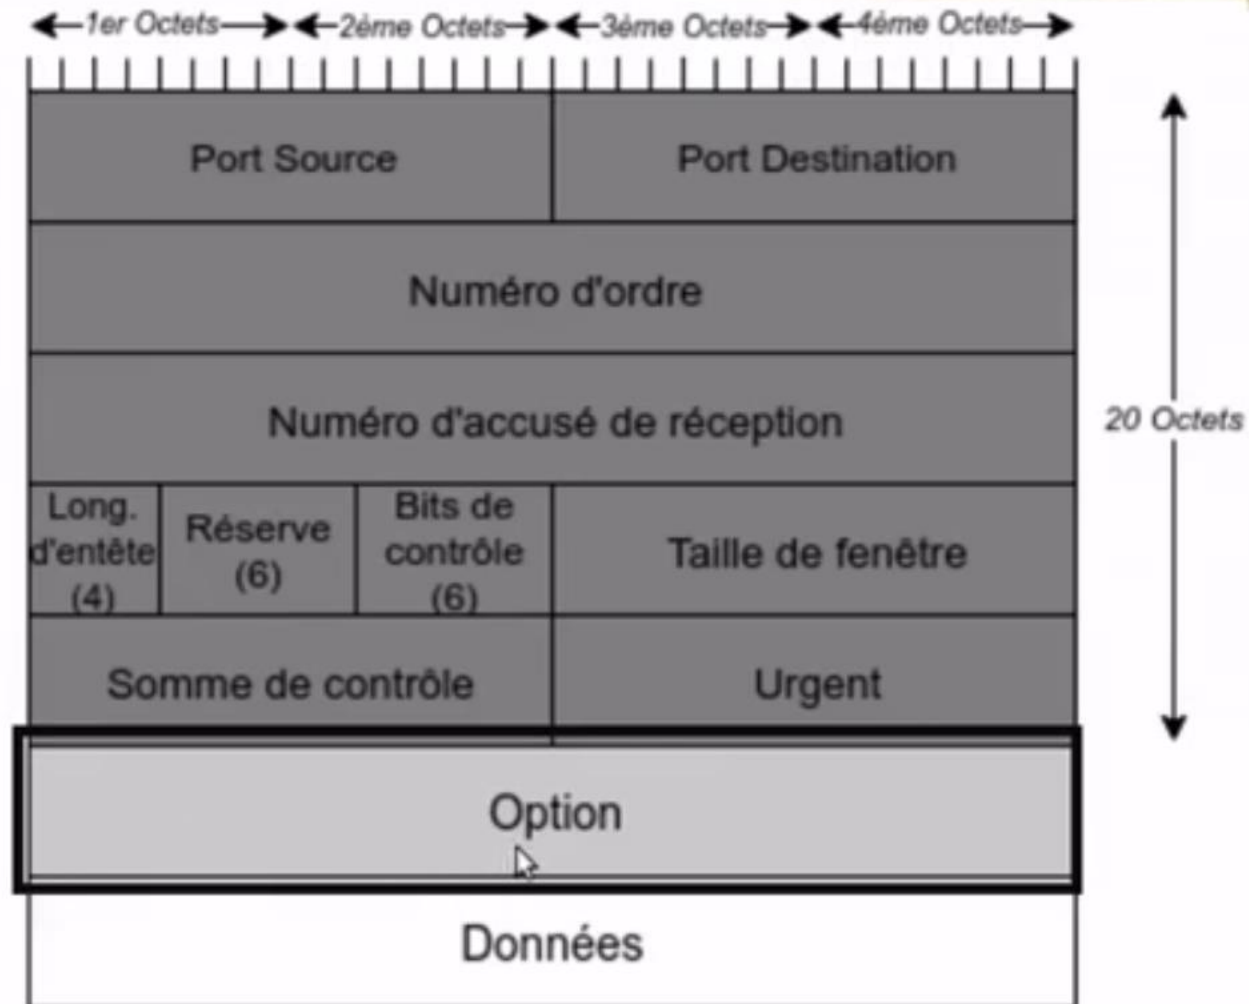 1er Octets 2ème Octets 3ème Octets 4ème Octets
Port Source Port Destination
Numéro d'ordre
Numéro d'accusé de réception
20 Octets
Long.
d'entête
(4)
Réserve
(6)
Bits de
contrôle
(6)
Taille de fenêtre
Somme de contrôle Urgent
Option
Données